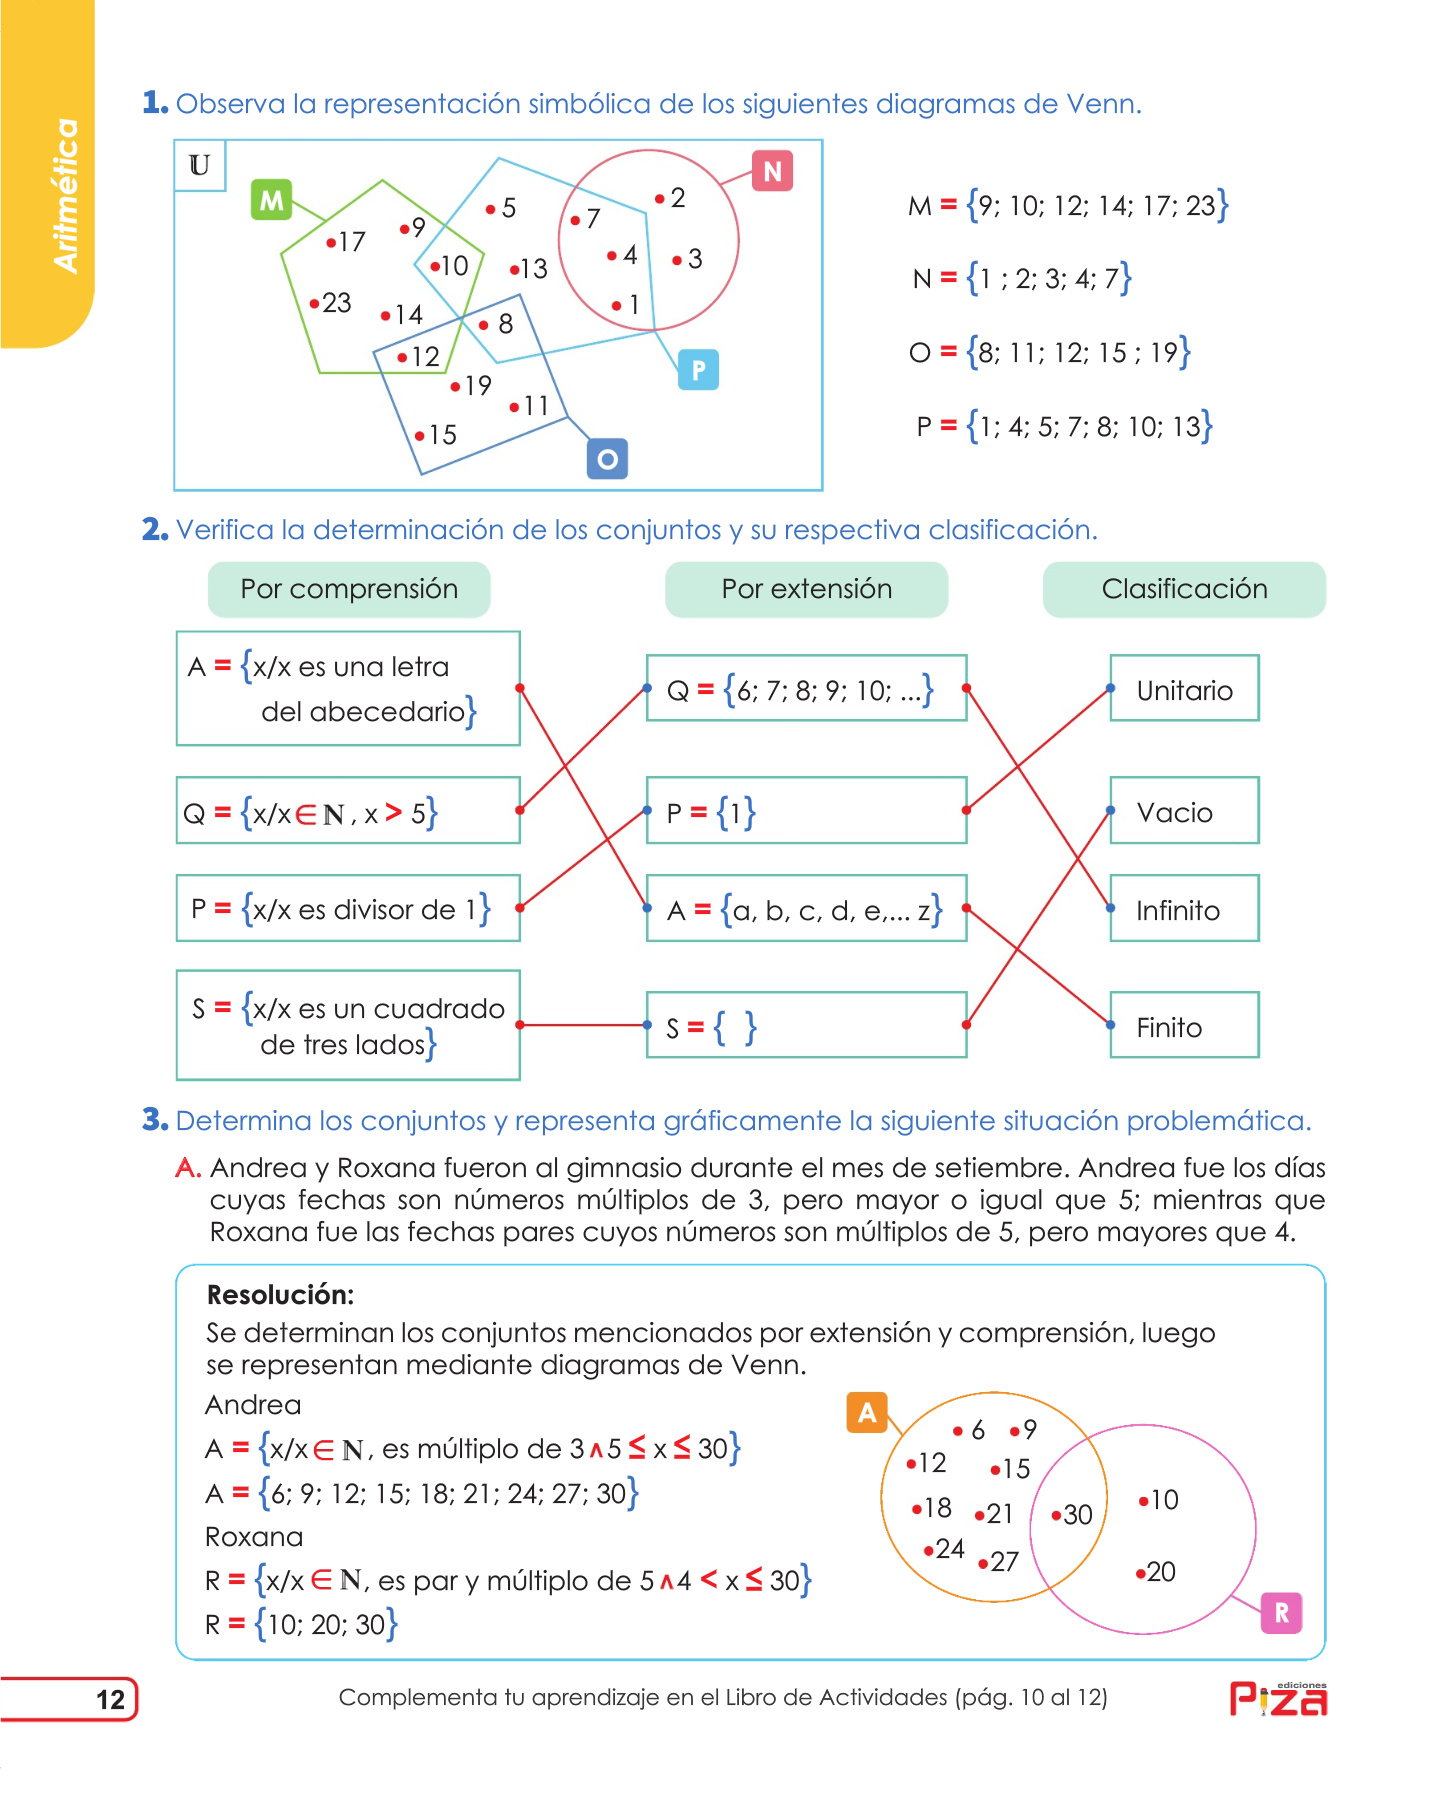 Aritmética
1. Observa la representación simbólica de los siguientes diagramas de Venn.
U
M
N
P
O
17
9
10
23
14
12
5
13
8
7
4
1
2
3
19
11
15
M = {9; 10; 12; 14; 17; 23}
N = {1 ; 2; 3; 4; 7}
O = {8; 11; 12; 15 ; 19}
P = {1; 4; 5; 7; 8; 10; 13}
2. Verifica la determinación de los conjuntos y su respectiva clasificación.
Por comprensión
A = {x/x es una letra
del abecedario}
Q = {x/x ∈ ℕ , x > 5}
P = {x/x es divisor de 1}
S = {x/x es un cuadrado
de tres lados}
Por extensión
Q = {6; 7; 8; 9; 10; ...}
P = {1}
A = {a, b, c, d, e,... z}
S = { }
Clasificación
Unitario
Vacio
Infinito
Finito
3. Determina los conjuntos y representa gráficamente la siguiente situación problemática.
A. Andrea y Roxana fueron al gimnasio durante el mes de setiembre. Andrea fue los días
cuyas fechas son números múltiplos de 3, pero mayor o igual que 5; mientras que
Roxana fue las fechas pares cuyos números son múltiplos de 5, pero mayores que 4.
Resolución:
Se determinan los conjuntos mencionados por extensión y comprensión, luego
se representan mediante diagramas de Venn.
Andrea
A = {x/x ∈ ℕ, es múltiplo de 3 ∧ 5 ≤ x ≤ 30}
A = {6; 9; 12; 15; 18; 21; 24; 27; 30}
Roxana
R = {x/x ∈ ℕ, es par y múltiplo de 5 ∧ 4 < x ≤ 30}
R = {10; 20; 30}
A
6
9
12
15
18
21
24
27
30
10
20
R
12
Complementa tu aprendizaje en el Libro de Actividades (pág. 10 al 12)
ediciones
Piza